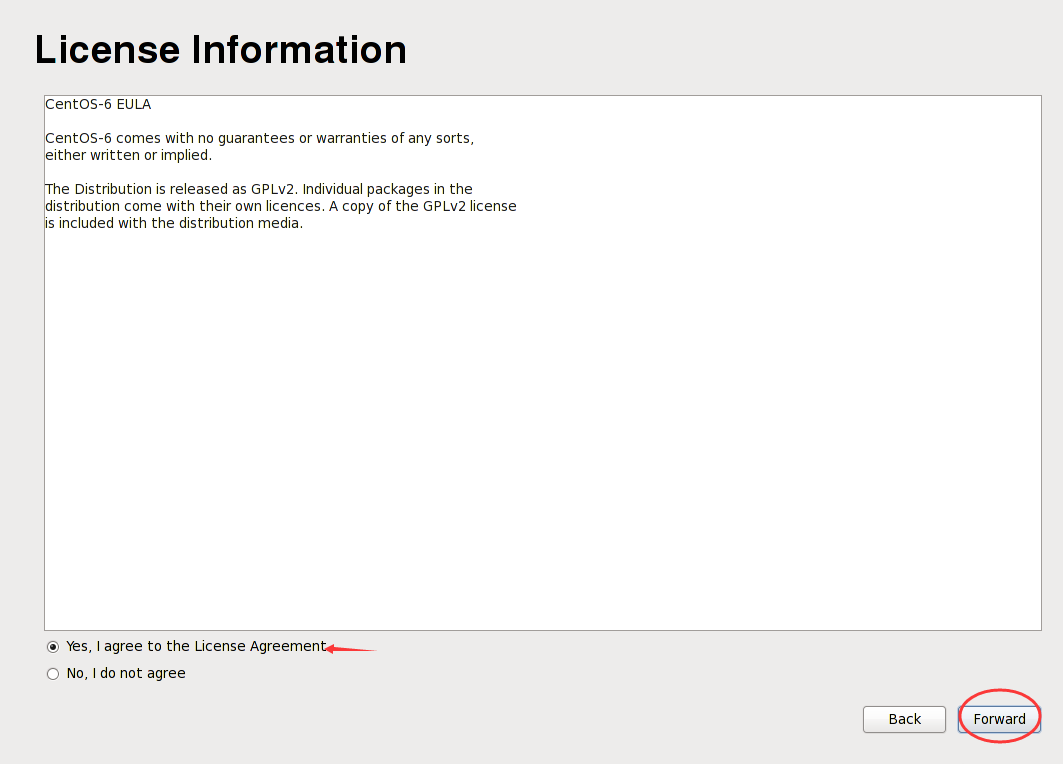 License Information
CentOS-6 EULA
CentOS-6 comes with no guarantees or warranties of any sorts,
either written or implied.
The Distribution is released as GPLv2. Individual packages in the
distribution come with their own licences. A copy of the GPLv2 license
is included with the distribution media.
Yes, I agree to the License Agreement
No, I do not agree
Back
Forward